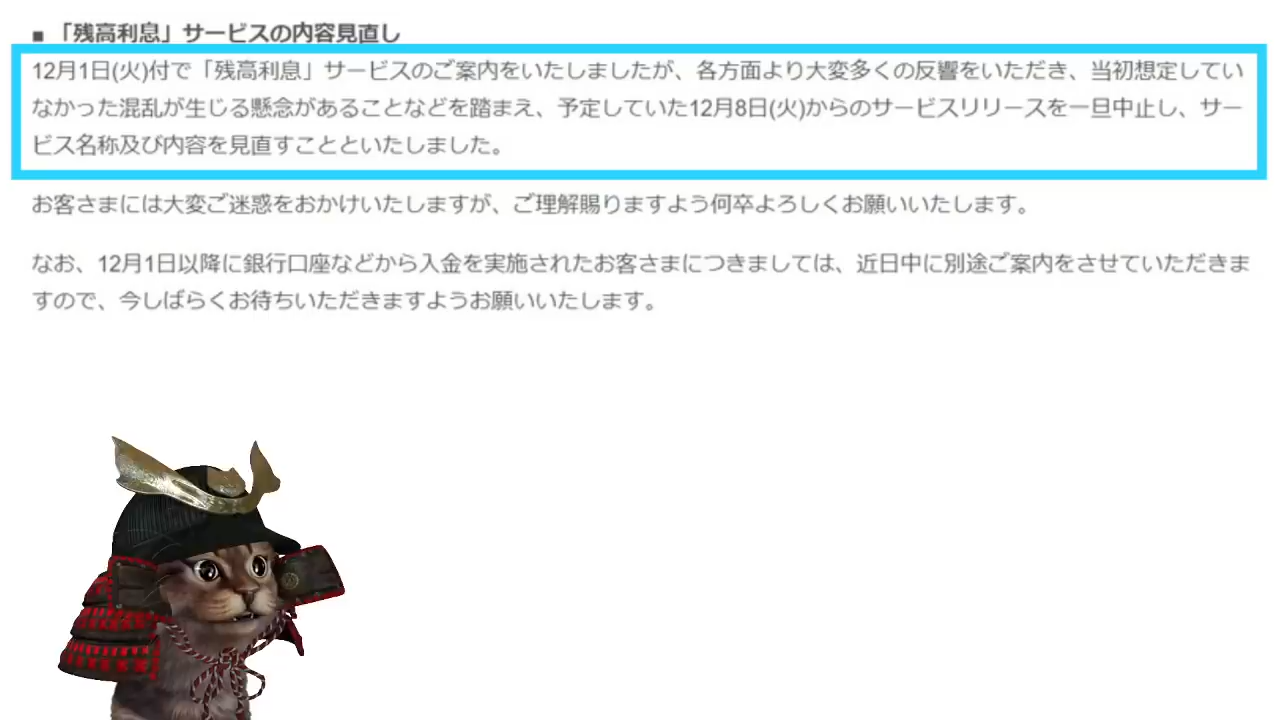 ■ 「残高利息」サービスの内容見直し
12月1日(火)付で「残高利息」サービスのご案内をいたしましたが、各方面より大変多くの反響をいただき、当初想定してい
なかった混乱が生じる懸念があることなどを踏まえ、予定していた12月8日(火)からのサービスリリースを一旦中止し、サー
ビス名称及び内容を見直すことといたしました。
お客さまには大変ご迷惑をおかけいたしますが、ご理解賜りますよう何卒よろしくお願いいたします。
なお、12月1日以降に銀行口座などから入金を実施されたお客さまにつきましては、近日中に別途ご案内をさせていただきま
すので、今しばらくお待ちいただきますようお願いいたします。